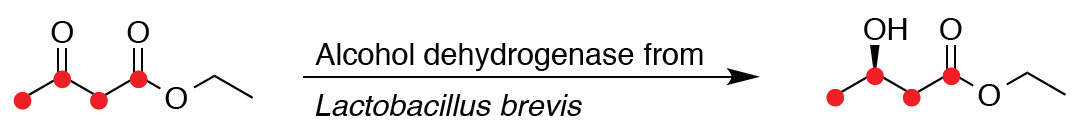 O O O
Alcohol dehydrogenase from
Lactobacillus brevis
OH O O